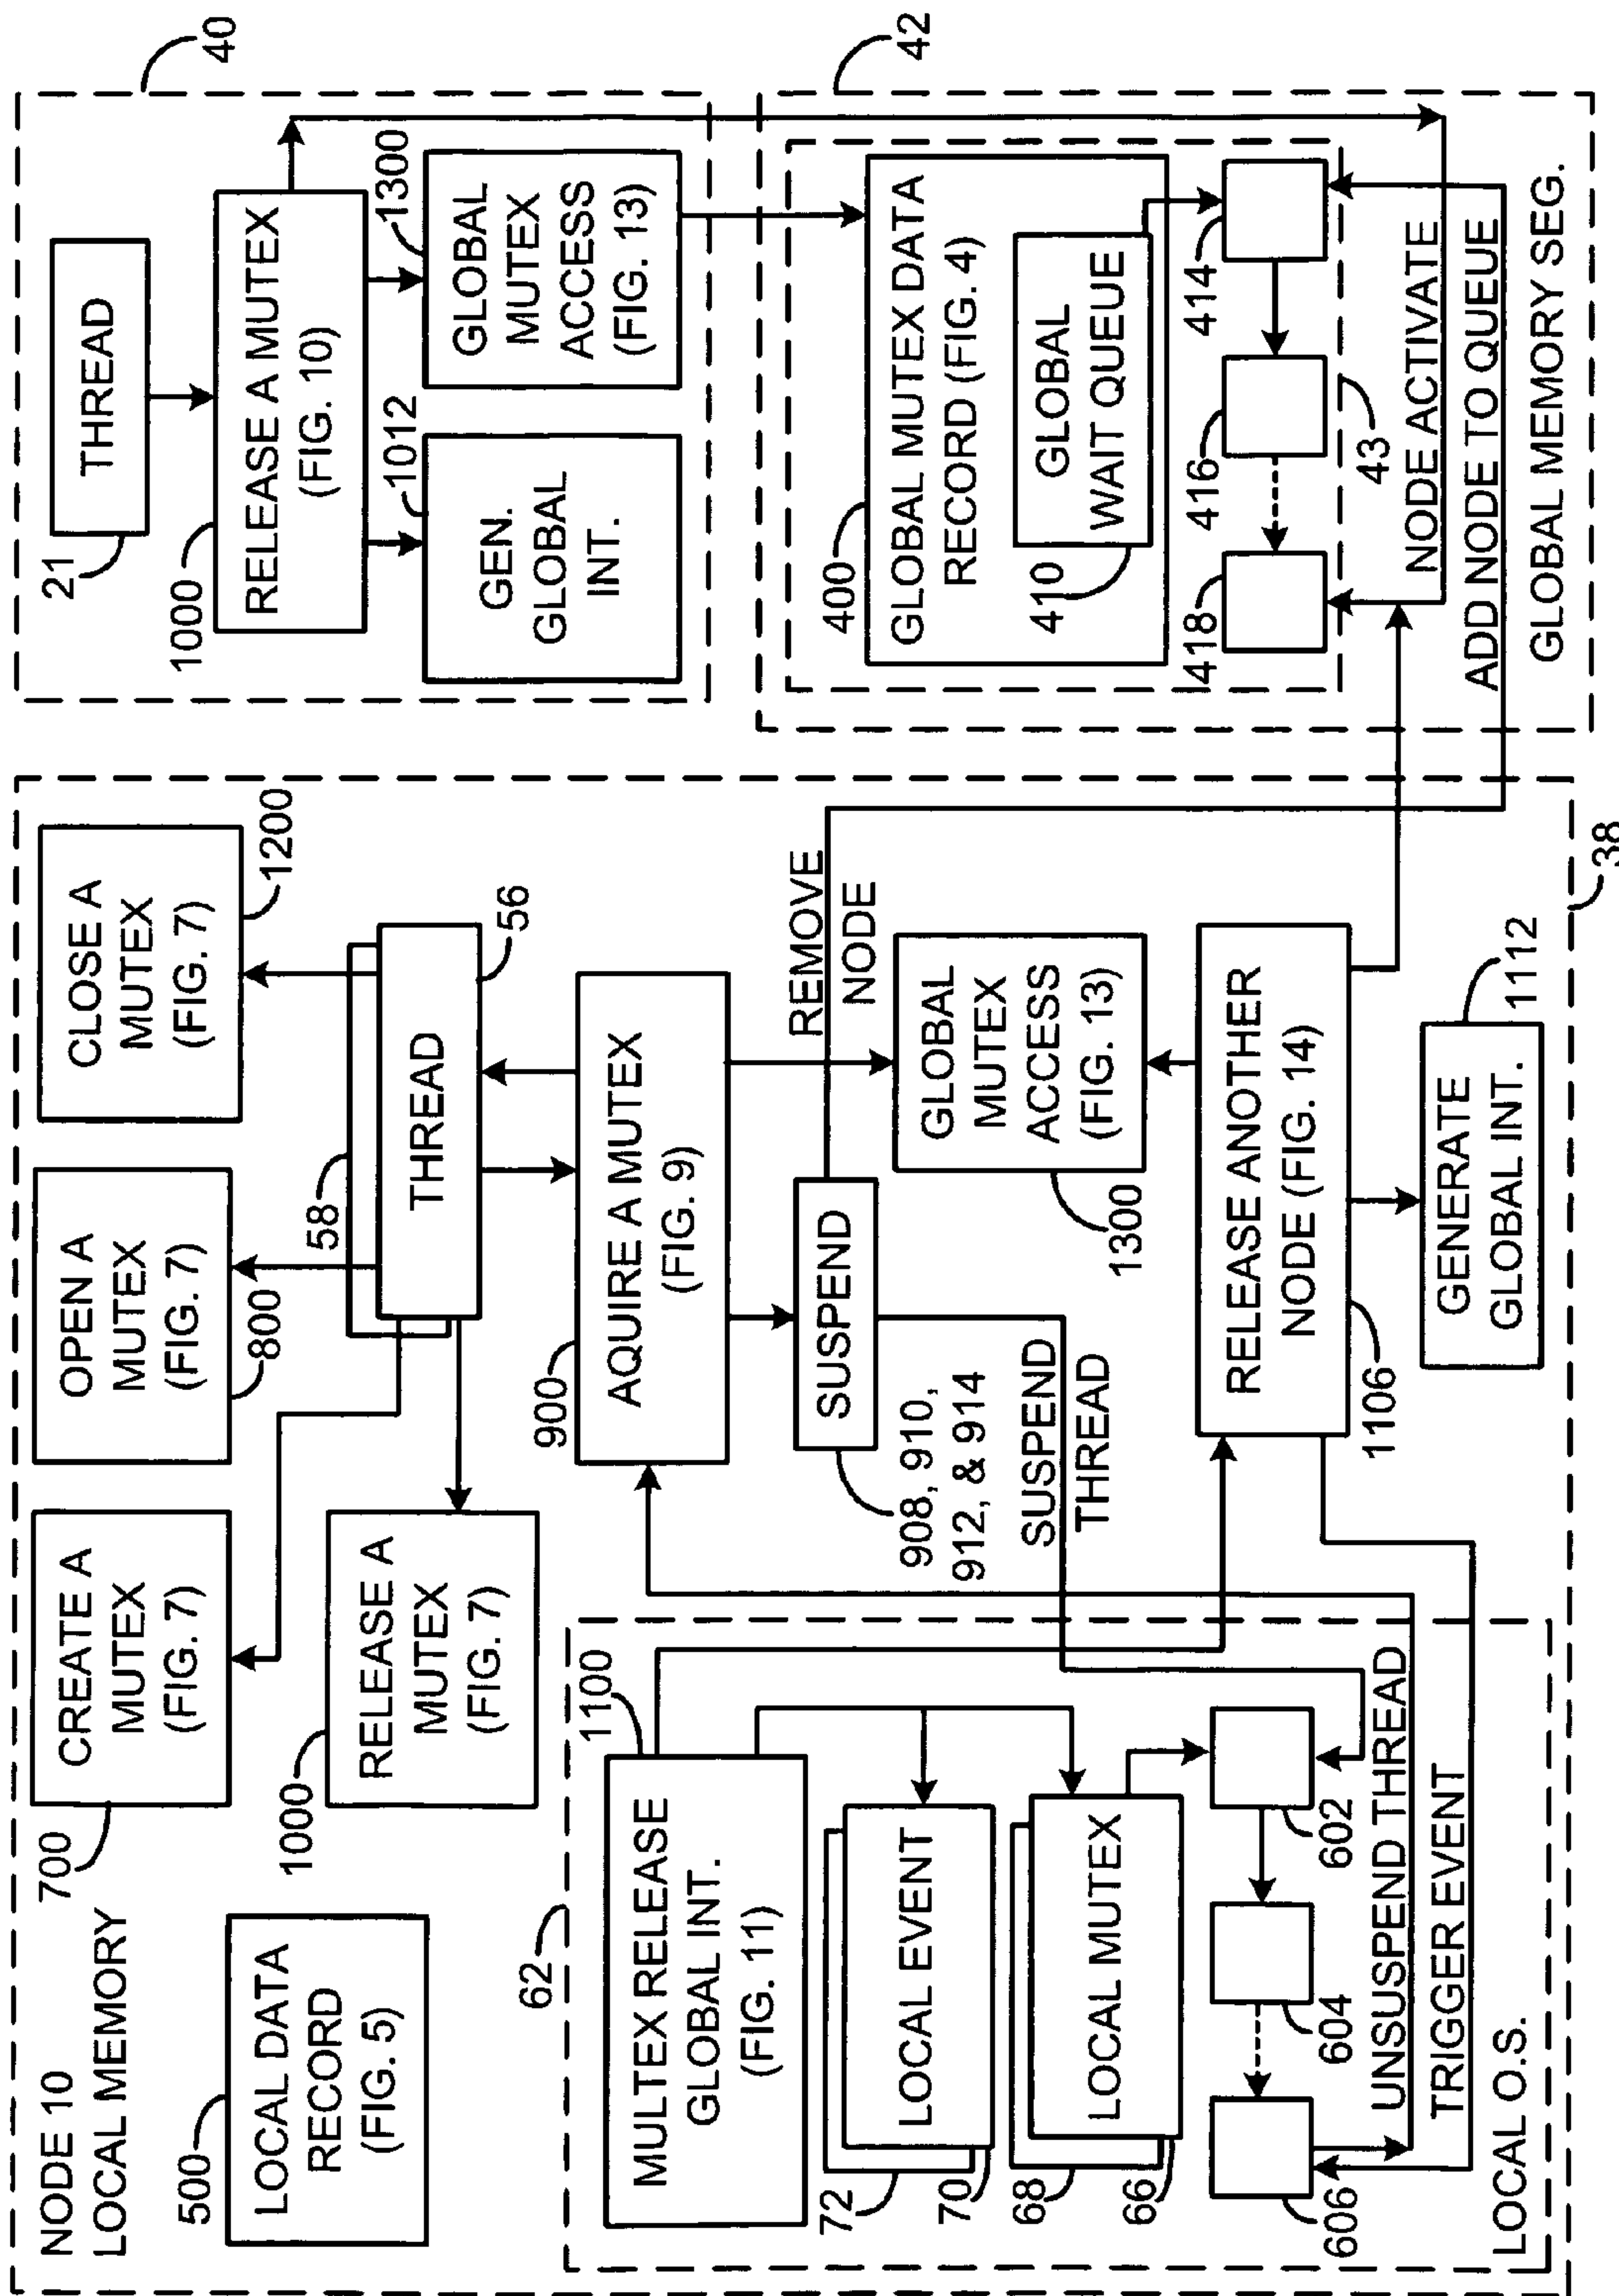 NODE 10
LOCAL MEMORY
500
LOCAL DATA
RECORD
(FIG. 5)
700
CREATE A
MUTEX
(FIG. 7)
OPEN A
MUTEX
(FIG. 7)
800
CLOSE A
MUTEX
(FIG. 7)
1200
1000
RELEASE A
MUTEX
(FIG. 7)
58
THREAD
56
900
AQUIRE A MUTEX
(FIG. 9)
SUSPEND
908, 910,
912, & 914
SUSPEND
THREAD
REMOVE
NODE
GLOBAL
MUTEX
ACCESS
(FIG. 13)
1300
RELEASE ANOTHER
NODE (FIG. 14)
1106
GENERATE
GLOBAL INT.
1112
38
62
1100
MULTEX RELEASE
GLOBAL INT.
(FIG. 11)
LOCAL EVENT
72
70
LOCAL MUTEX
68
66
602
604
606
UNSUSPEND THREAD
TRIGGER EVENT
LOCAL O.S.
40
THREAD
21
1000
RELEASE A MUTEX
(FIG. 10)
1012
GEN.
GLOBAL
INT.
1300
GLOBAL
MUTEX
ACCESS
(FIG. 13)
42
400
GLOBAL MUTEX DATA
RECORD (FIG. 4)
410
GLOBAL
WAIT QUEUE
418
416
414
43
NODE ACTIVATE
ADD NODE TO QUEUE
GLOBAL MEMORY SEG.